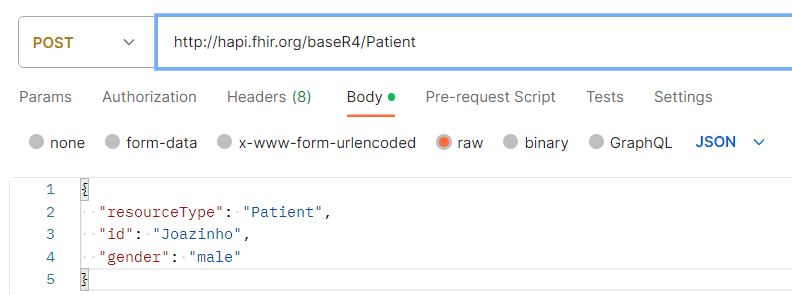 POST http://hapi.fhir.org/baseR4/Patient
Params Authorization Headers (8) Body Pre-request Script Tests Settings
none form-data x-www-form-urlencoded raw binary GraphQL JSON
1 {
2 "resourceType": "Patient",
3 "id": "Joazinho",
4 "gender": "male"
5 }